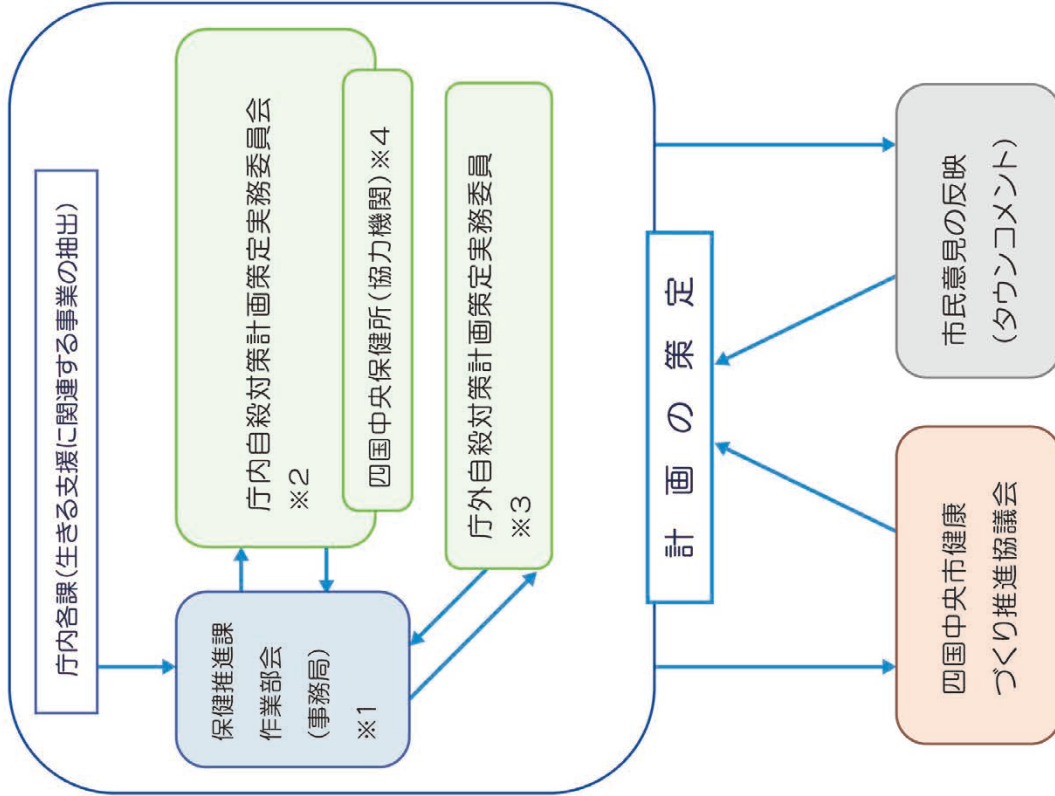 庁内各課(生きる支援に関連する事業の抽出)
保健推進課
作業部会
(事務局)
※1
庁内自殺対策計画策定実務委員会
※2
四国中央保健所(協力機関)※4
庁外自殺対策計画策定実務委員
※3
計画の策定
四国中央市健康
づくり推進協議会
市民意見の反映
(タウンコメント)